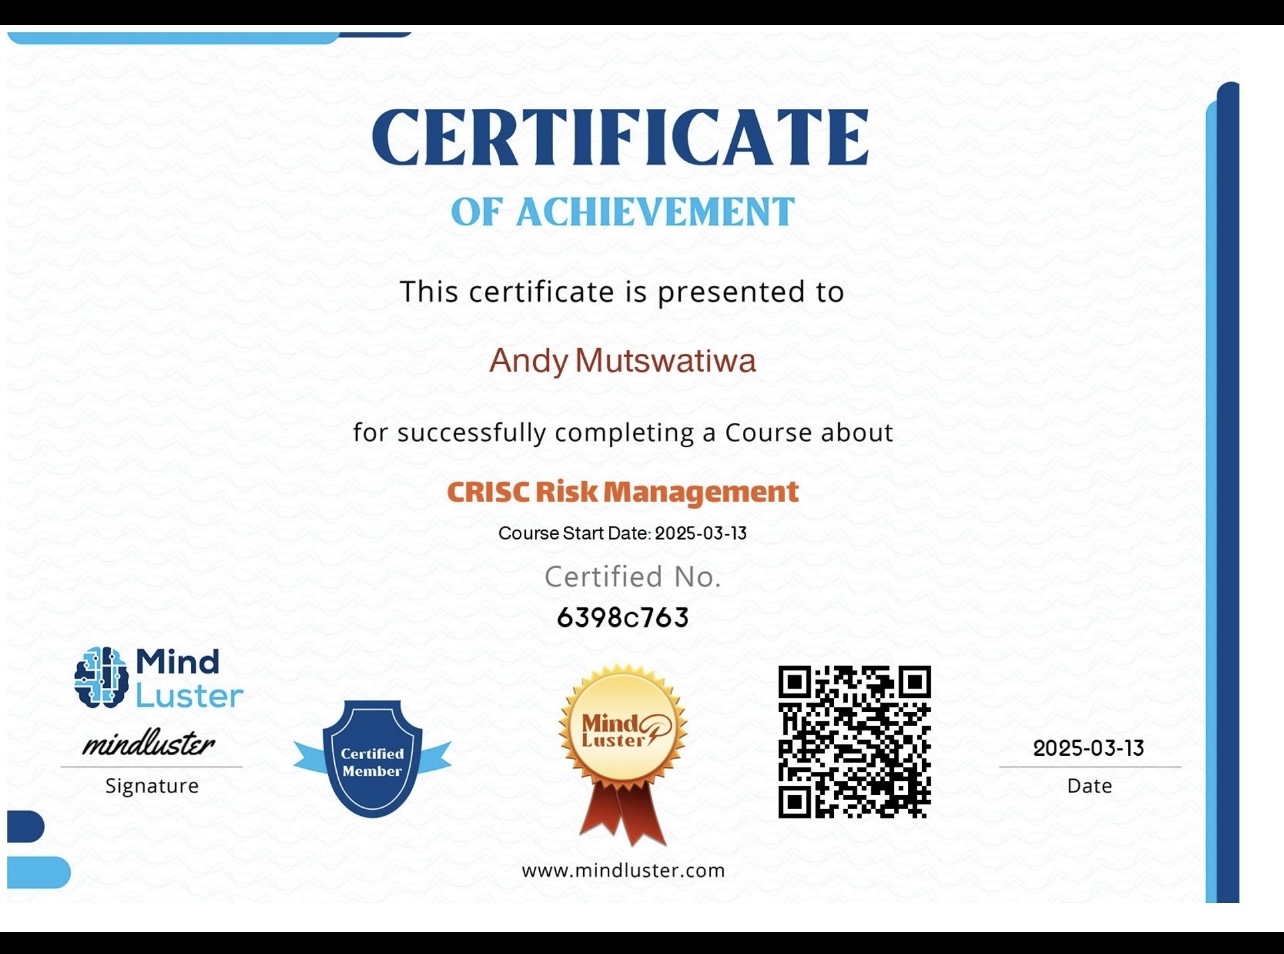 CERTIFICATE
OF ACHIEVEMENT
This certificate is presented to
Andy Mutswatiwa
for successfully completing a Course about
CRISC Risk Management
Course Start Date: 2025-03-13
Certified No.
6398c763
Mind
Luster
mindluster
Signature
Certified
Member
Mind
Luster
2025-03-13
Date
www.mindluster.com